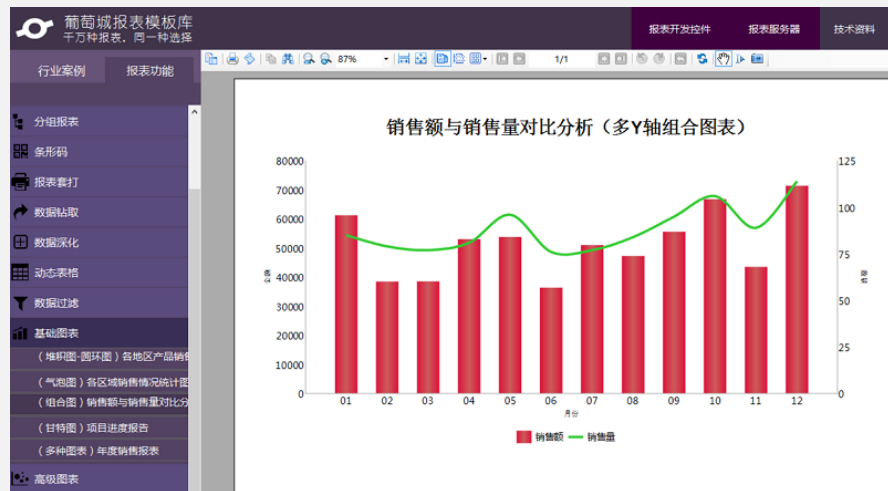 葡萄城报表模板库
千万种报表，同一种选择
报表开发控件
报表服务器
技术资料
行业案例
报表功能
87%
1/1
分组报表
条形码
报表套打
数据钻取
数据深化
动态表格
数据过滤
基础图表
（堆积图-圆环图）各地区产品销售
（气泡图）各区域销售情况统计图
（组合图）销售额与销售量对比分
（甘特图）项目进度报告
（多种图表）年度销售报表
高级图表
销售额与销售量对比分析（多Y轴组合图表）
80000
70000
60000
50000
40000
30000
20000
10000
0
金额
125
100
75
50
25
0
01 02 03 04 05 06 07 08 09 10 11 12
月份
销售额 销售量